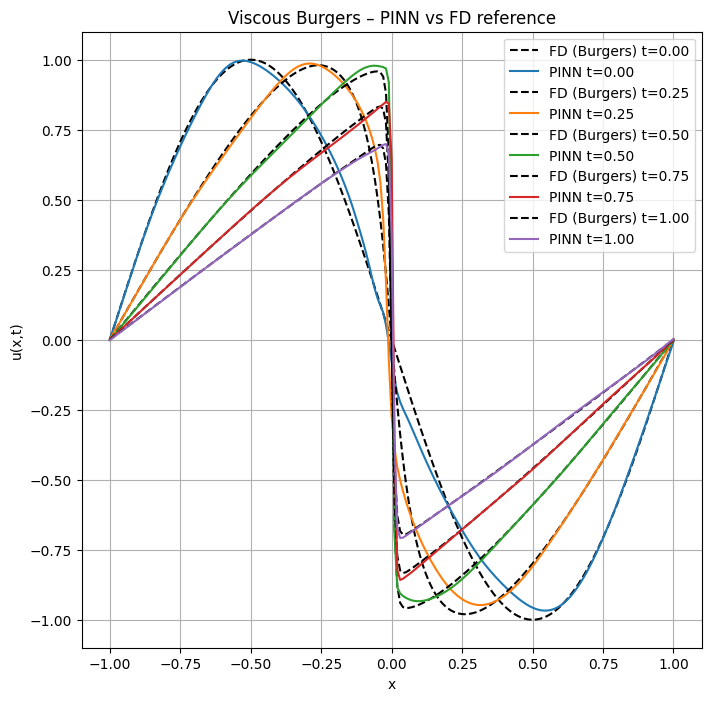 Viscous Burgers – PINN vs FD reference
FD (Burgers) t=0.00
PINN t=0.00
FD (Burgers) t=0.25
PINN t=0.25
FD (Burgers) t=0.50
PINN t=0.50
FD (Burgers) t=0.75
PINN t=0.75
FD (Burgers) t=1.00
PINN t=1.00
u(x,t)
1.00
0.75
0.50
0.25
0.00
−0.25
−0.50
−0.75
−1.00
−1.00 −0.75 −0.50 −0.25 0.00 0.25 0.50 0.75 1.00
x